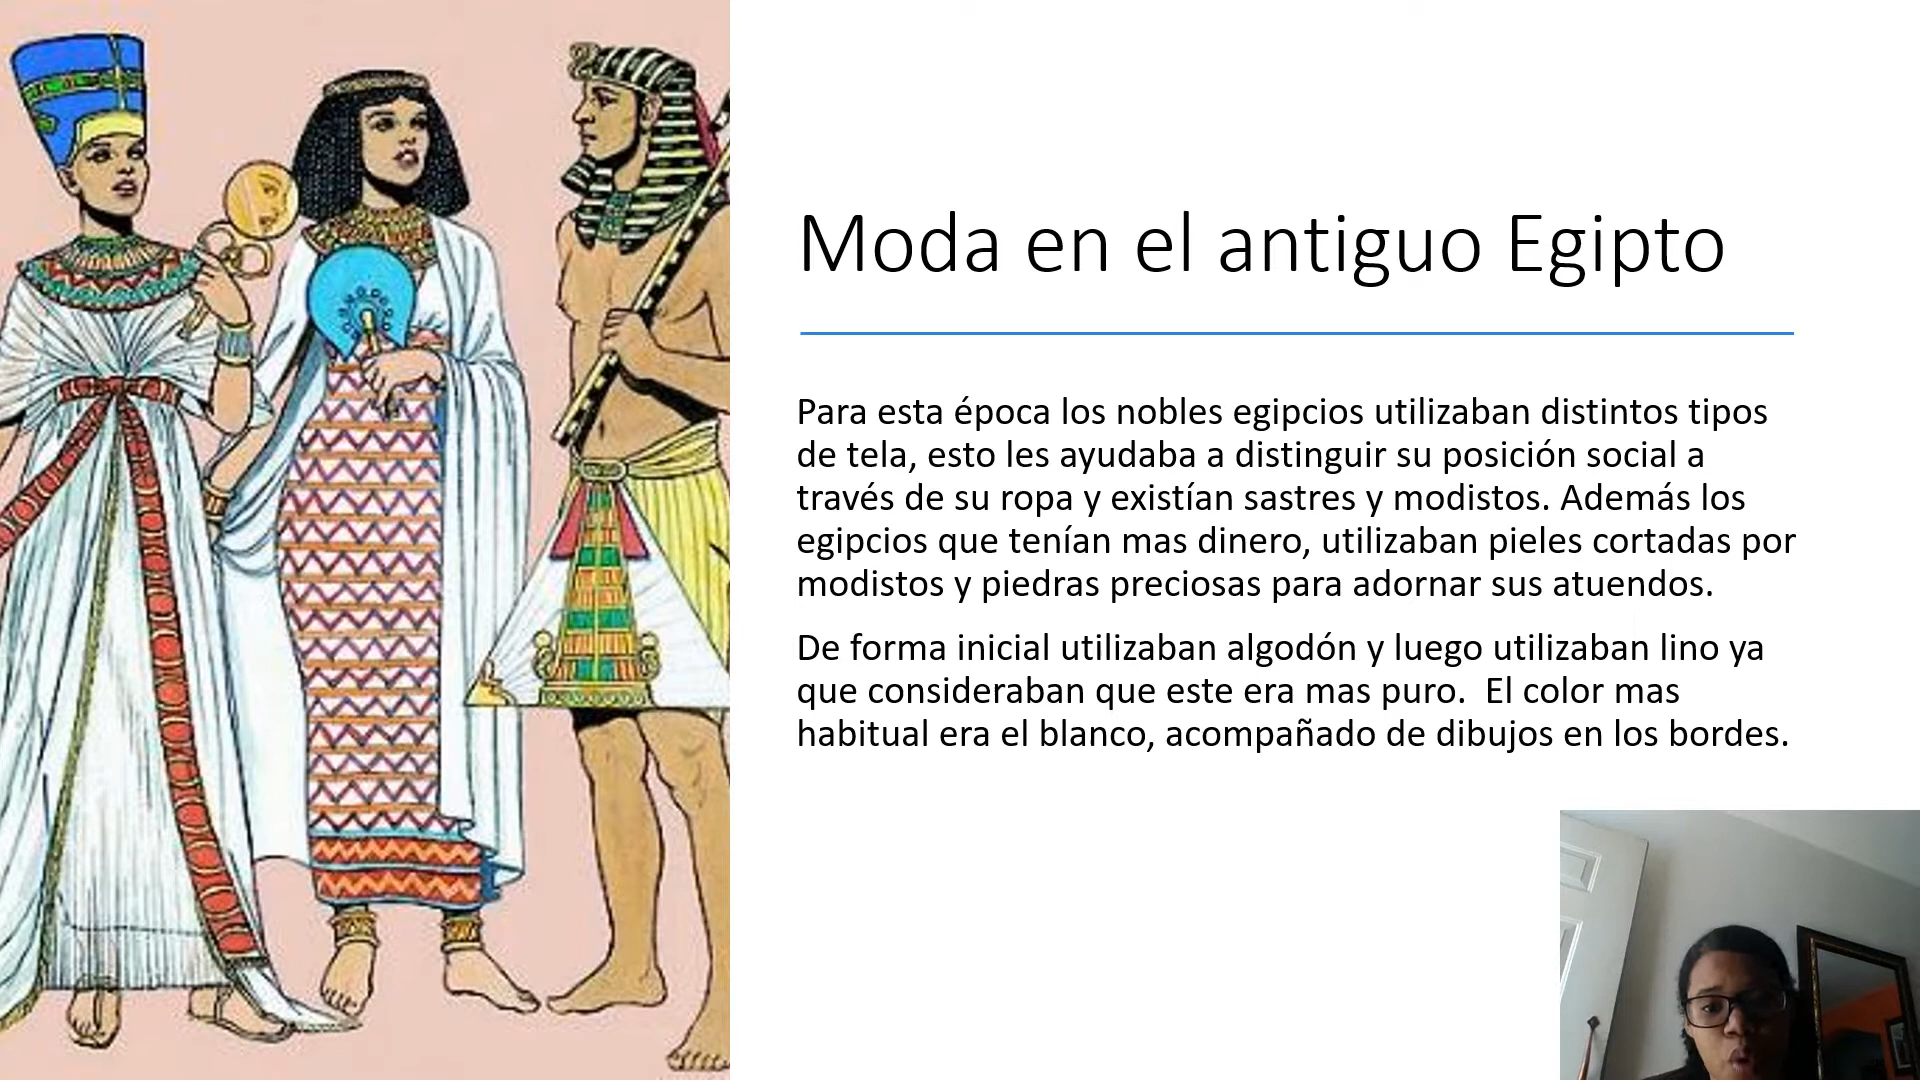 Moda en el antiguo Egipto
Para esta época los nobles egipcios utilizaban distintos tipos
de tela, esto les ayudaba a distinguir su posición social a
través de su ropa y existían sastres y modistos. Además los
egipcios que tenían mas dinero, utilizaban pieles cortadas por
modistos y piedras preciosas para adornar sus atuendos.
De forma inicial utilizaban algodón y luego utilizaban lino ya
que consideraban que este era mas puro.  El color mas
habitual era el blanco, acompañado de dibujos en los bordes.